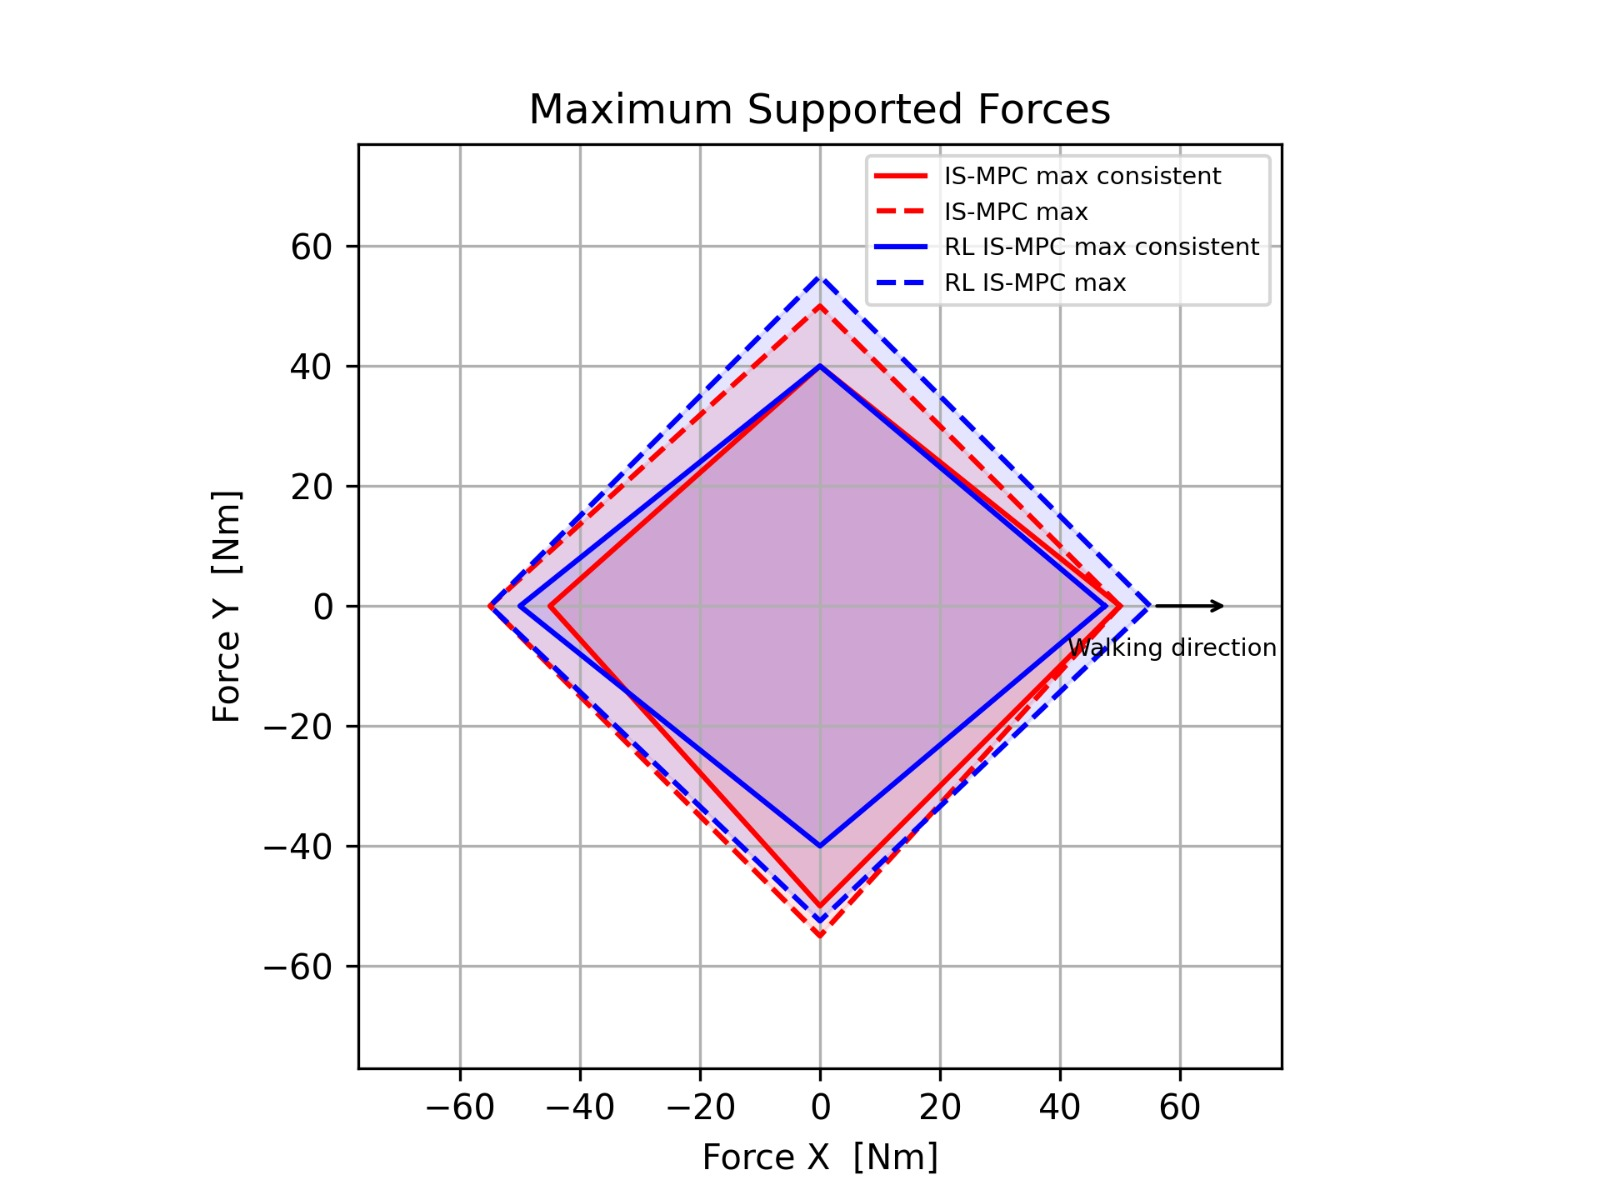 Maximum Supported Forces
IS-MPC max consistent
IS-MPC max
RL IS-MPC max consistent
RL IS-MPC max
60
40
20
0
−20
−40
−60
Force Y [Nm]
Walking direction
−60
−40
−20
0
20
40
60
Force X [Nm]